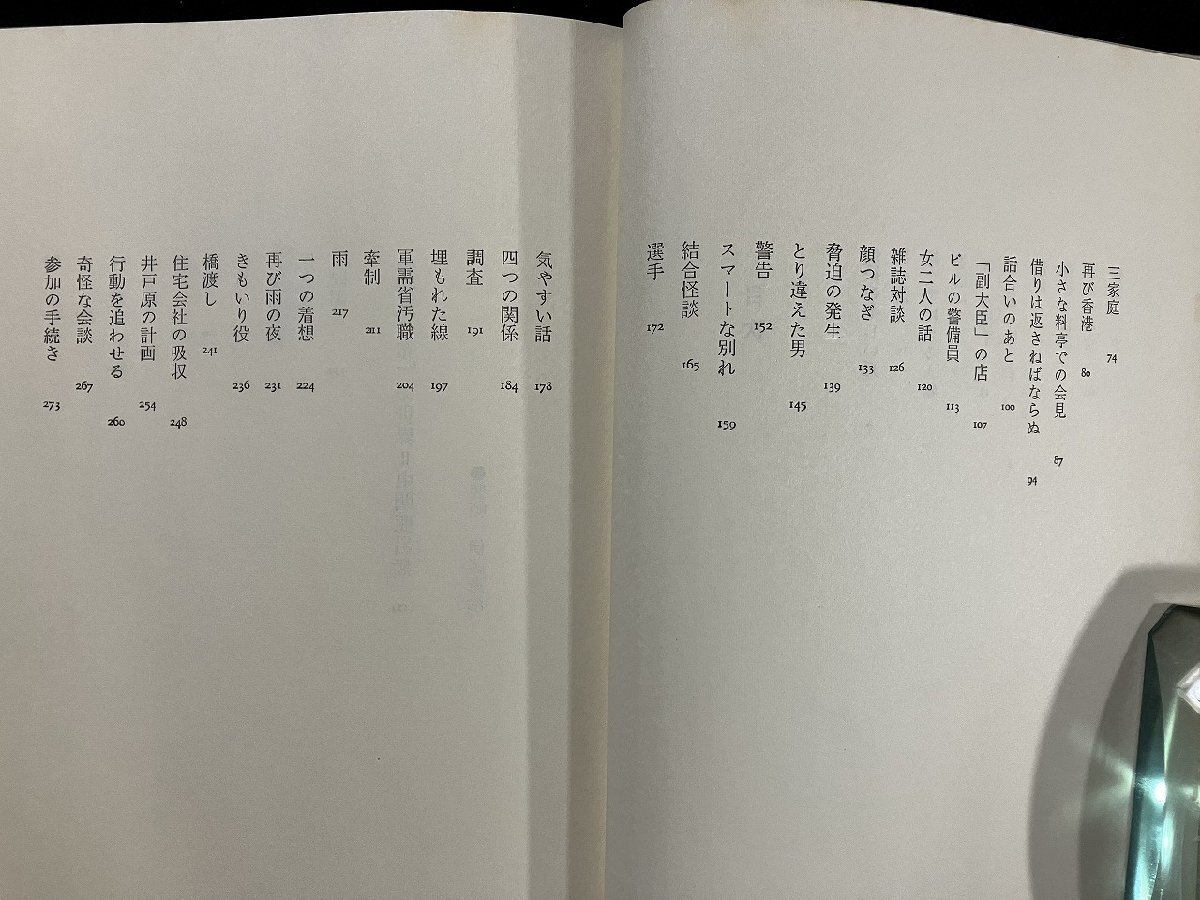 三家庭 74
再び香港 80
小さな料亭での会見 87
借りは返さねばならぬ 94
話合いのあと 100
「副大臣」の店 107
ビルの警備員 113
女二人の話 120
雑誌対談 126
顔つなぎ 133
脅迫の発生 139
とり違えた男 145
警告 152
スマートな別れ 159
結合怪談 165
選手 172
気やすい話 178
四つの関係 184
調査 191
埋もれた線 197
軍需省汚職 204
牽制 211
雨 217
一つの着想 224
再び雨の夜 231
きもいり役 236
橋渡し 241
住宅会社の吸収 248
井戸原の計画 254
行動を追わせる 260
奇怪な会談 267
参加の手続き 273